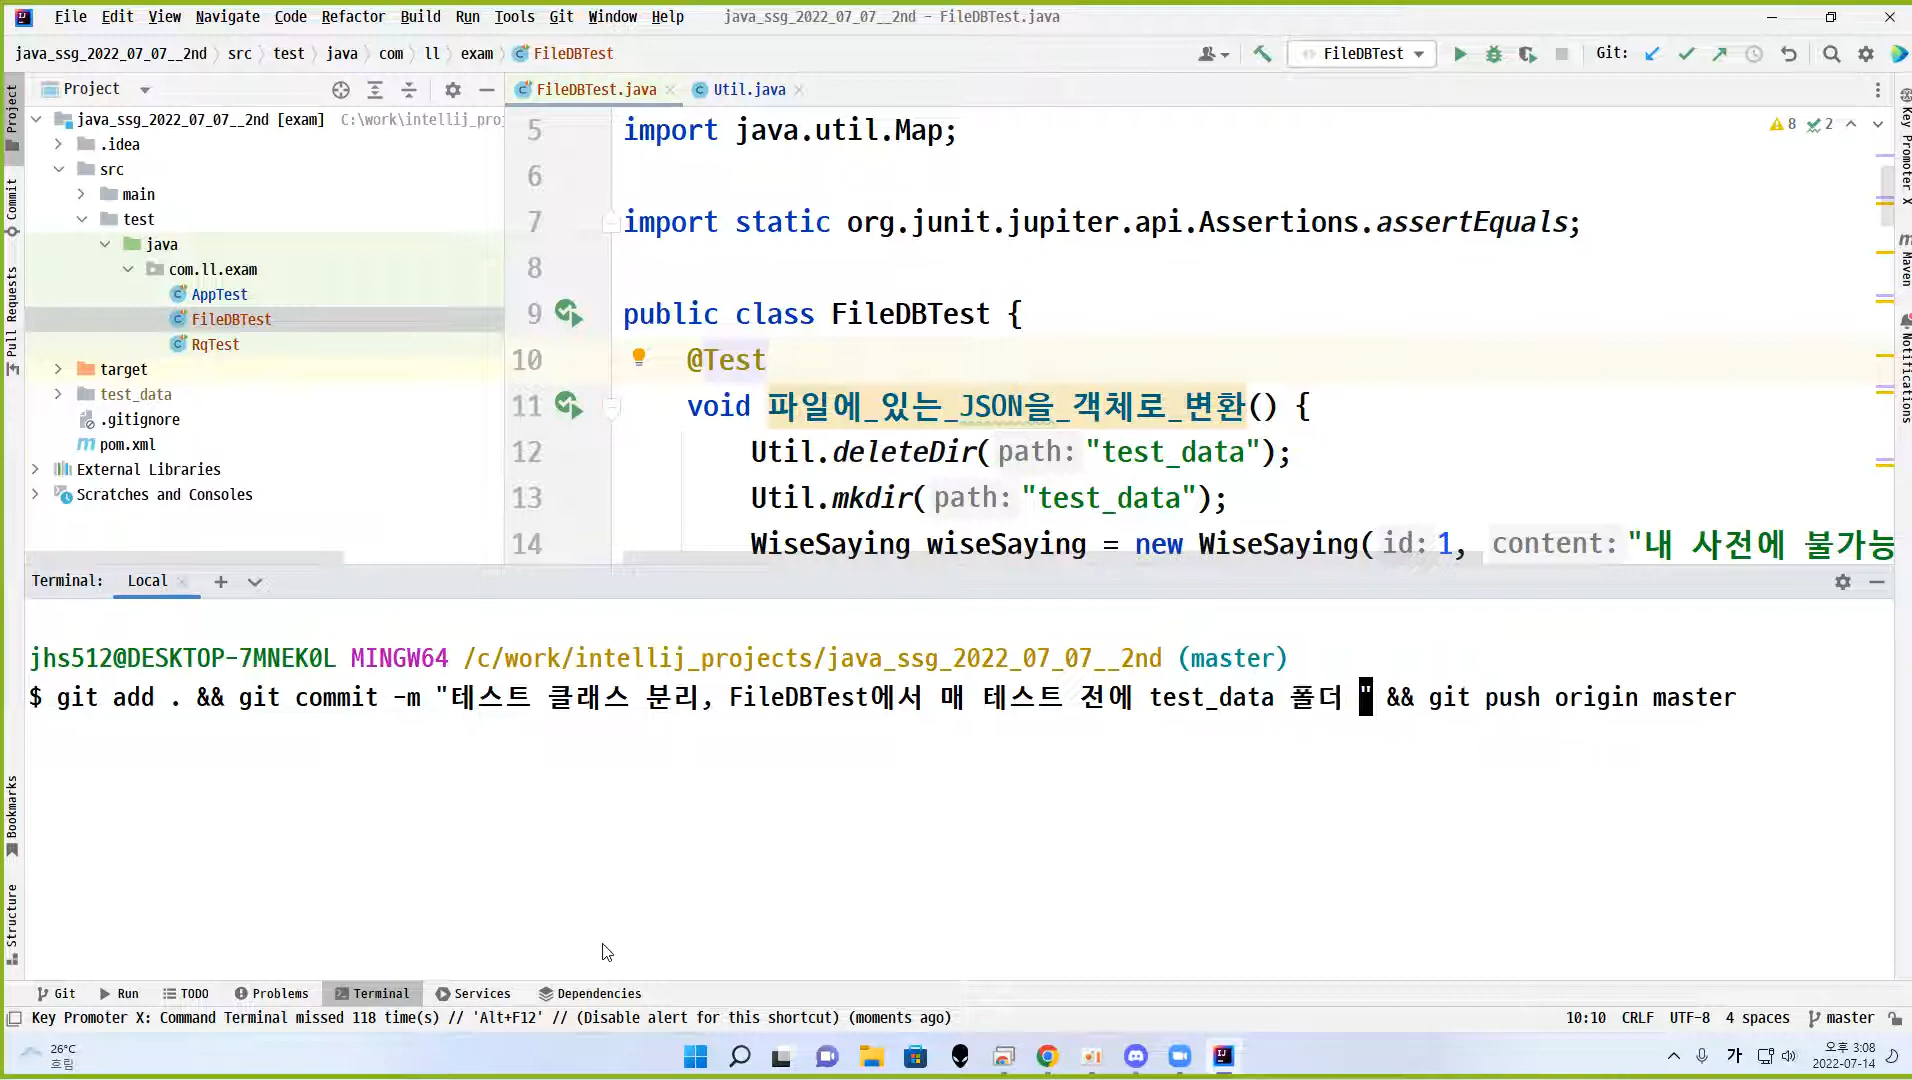 File Edit View Navigate Code Refactor Build Run Tools Git Window Help java_ssg_2022_07_07__2nd - FileDBTest.java
java_ssg_2022_07_07__2nd src test java com ll exam FileDBTest FileDBTest Git:
Project
FileDBTest.java Util.java
java_ssg_2022_07_07__2nd [exam] C:\work\intellij_proj
.idea
src
main
test
java
com.ll.exam
AppTest
FileDBTest
RqTest
target
test_data
.gitignore
pom.xml
External Libraries
Scratches and Consoles
8 2
5 import java.util.Map;
6
7 import static org.junit.jupiter.api.Assertions.assertEquals;
8
9 public class FileDBTest {
10 @Test
11 void 파일에_있는_JSON을_객체로_변환() {
12 Util.deleteDir( path: "test_data");
13 Util.mkdir( path: "test_data");
14 WiseSaying wiseSaying = new WiseSaying( id: 1, content: "내 사전에 불가능
Project
Commit
Pull Requests
Bookmarks
Structure
Key Promoter X
Maven
Notifications
Terminal: Local
jhs512@DESKTOP-7MNEK0L MINGW64 /c/work/intellij_projects/java_ssg_2022_07_07__2nd (master)
$ git add . && git commit -m "테스트 클래스 분리, FileDBTest에서 매 테스트 전에 test_data 폴더 " && git push origin master
Git Run TODO Problems Terminal Services Dependencies
Key Promoter X: Command Terminal missed 118 time(s) // 'Alt+F12' // (Disable alert for this shortcut) (moments ago) 10:10 CRLF UTF-8 4 spaces master
26°C
흐림
가
오후 3:08
2022-07-14